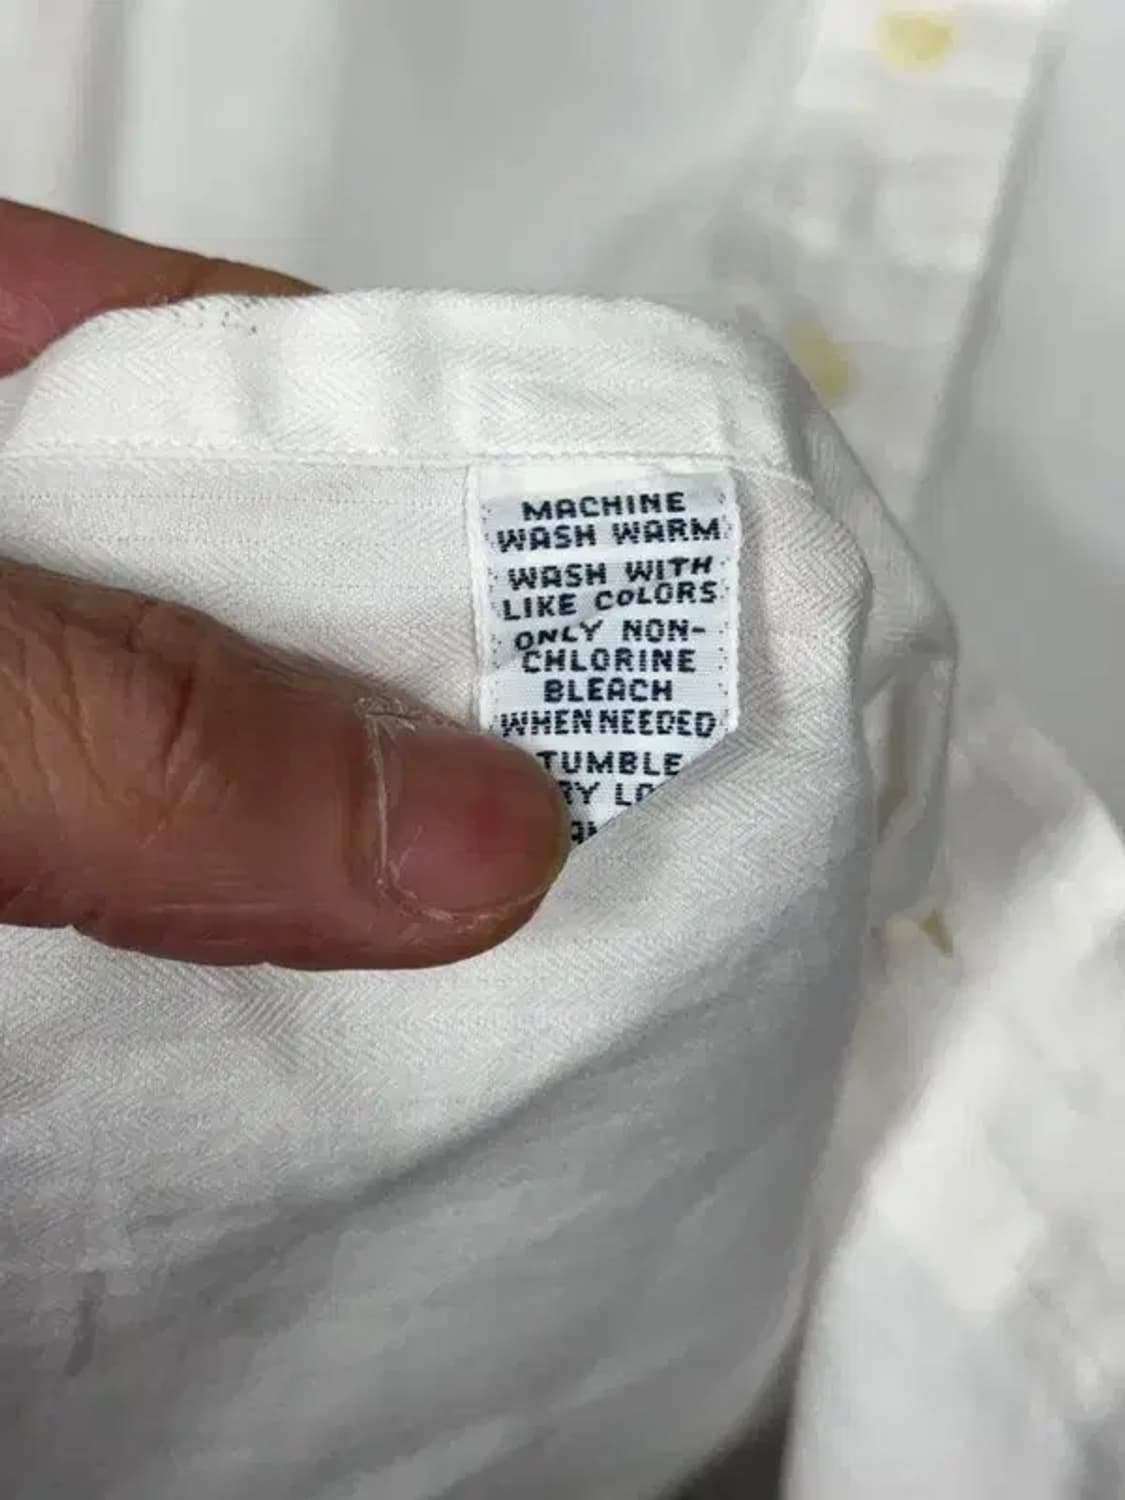 MACHINE
WASH WARM
WASH WITH
LIKE COLORS
ONLY NON-
CHLORINE
BLEACH
WHEN NEEDED
TUMBLE